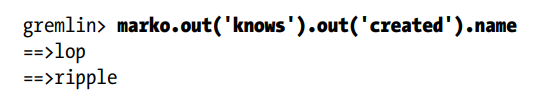 gremlin> marko.out('knows').out('created').name
==>lop
==>ripple